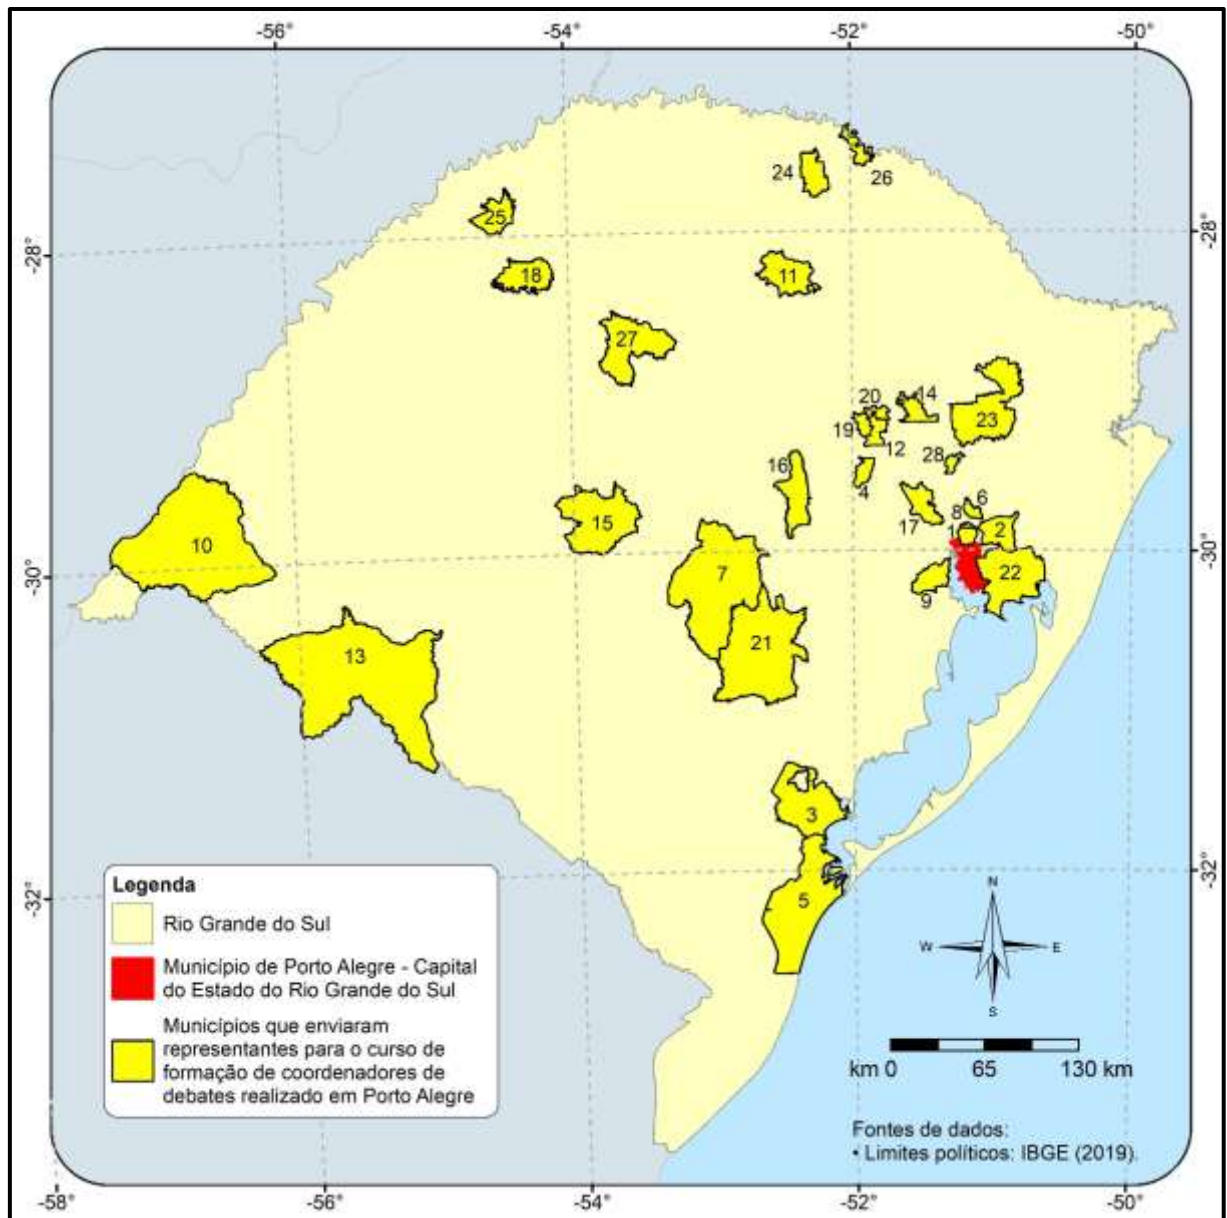 -56°
-54°
-52°
-50°
-28°
-28°
24
26
25
18
11
27
20
14
19
23
12
28
16
4
17
6
8
1
2
15
10
-30°
-30°
7
22
9
21
13
3
5
-32°
-32°
Legenda
Rio Grande do Sul
Município de Porto Alegre - Capital
do Estado do Rio Grande do Sul
Municípios que enviaram
representantes para o curso de
formação de coordenadores de
debates realizado em Porto Alegre
N
W
E
S
km 0 65 130 km
Fontes de dados:
• Limites políticos: IBGE (2019).
-58°
-56°
-54°
-52°
-50°